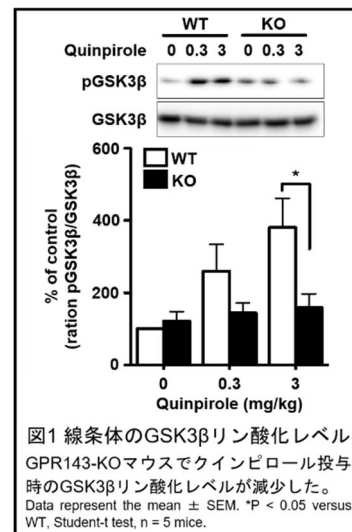 WT KO
Quinpirole 0 0.3 3 0 0.3 3
pGSK3β
GSK3β
600
400
200
0
% of control
(ration pGSK3β/GSK3β)
WT
KO
*
0 0.3 3
Quinpirole (mg/kg)
図1 線条体のGSK3βリン酸化レベル
GPR143-KOマウスでクインピロール投与
時のGSK3βリン酸化レベルが減少した。
Data represent the mean ± SEM. *P < 0.05 versus
WT, Student-t test, n = 5 mice.